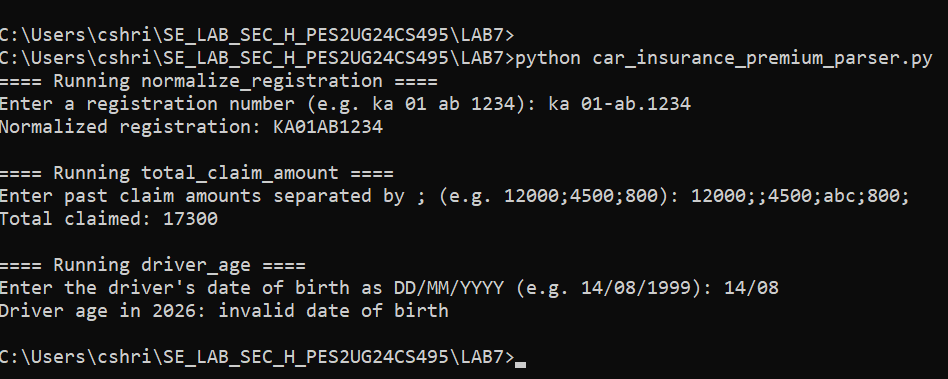 C:\Users\cshri\SE_LAB_SEC_H_PES2UG24CS495\LAB7>
C:\Users\cshri\SE_LAB_SEC_H_PES2UG24CS495\LAB7>python car_insurance_premium_parser.py
==== Running normalize_registration ====
Enter a registration number (e.g. ka 01 ab 1234): ka 01-ab.1234
Normalized registration: KA01AB1234
==== Running total_claim_amount ====
Enter past claim amounts separated by ; (e.g. 12000;4500;800): 12000;;4500;abc;800;
Total claimed: 17300
==== Running driver_age ====
Enter the driver's date of birth as DD/MM/YYYY (e.g. 14/08/1999): 14/08
Driver age in 2026: invalid date of birth
C:\Users\cshri\SE_LAB_SEC_H_PES2UG24CS495\LAB7>